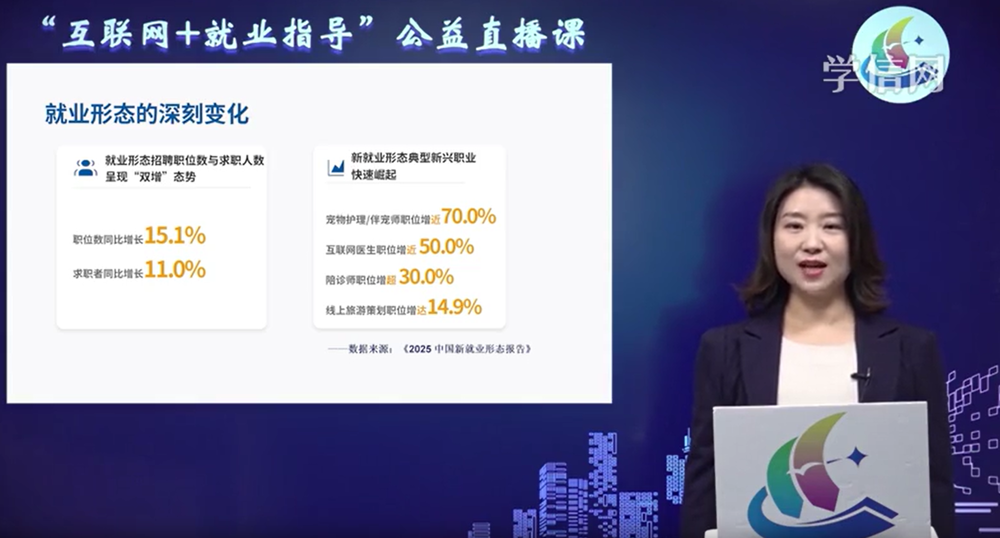 “互联网+就业指导”公益直播课
学信网
就业形态的深刻变化
就业形态招聘职位数与求职人数
呈现“双增”态势
职位数同比增长15.1%
求职者同比增长11.0%
新就业形态典型新兴职业
快速崛起
宠物护理/伴宠师职位增近70.0%
互联网医生职位增近50.0%
陪诊师职位增超30.0%
线上旅游策划职位增达14.9%
——数据来源：《2025 中国新就业形态报告》